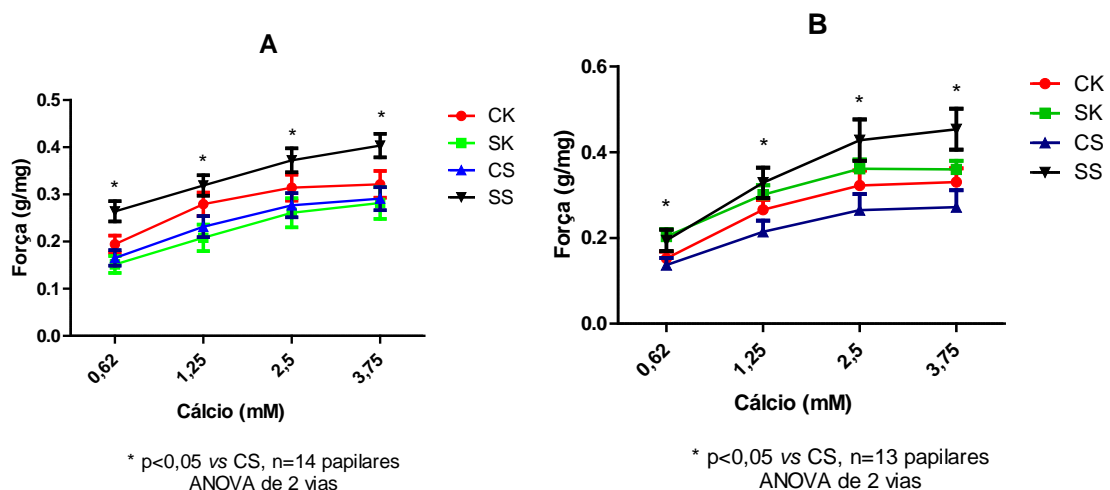 A
0.5
0.4
0.3
0.2
0.1
0.0
Força (g/mg)
*
*
*
*
CK
SK
CS
SS
0,62
1,25
2,5
3,75
Cálcio (mM)
* p<0,05 vs CS, n=14 papilares
ANOVA de 2 vias
B
0.6
0.4
0.2
0.0
Força (g/mg)
*
*
*
*
CK
SK
CS
SS
0,62
1,25
2,5
3,75
Cálcio (mM)
* p<0,05 vs CS, n=13 papilares
ANOVA de 2 vias